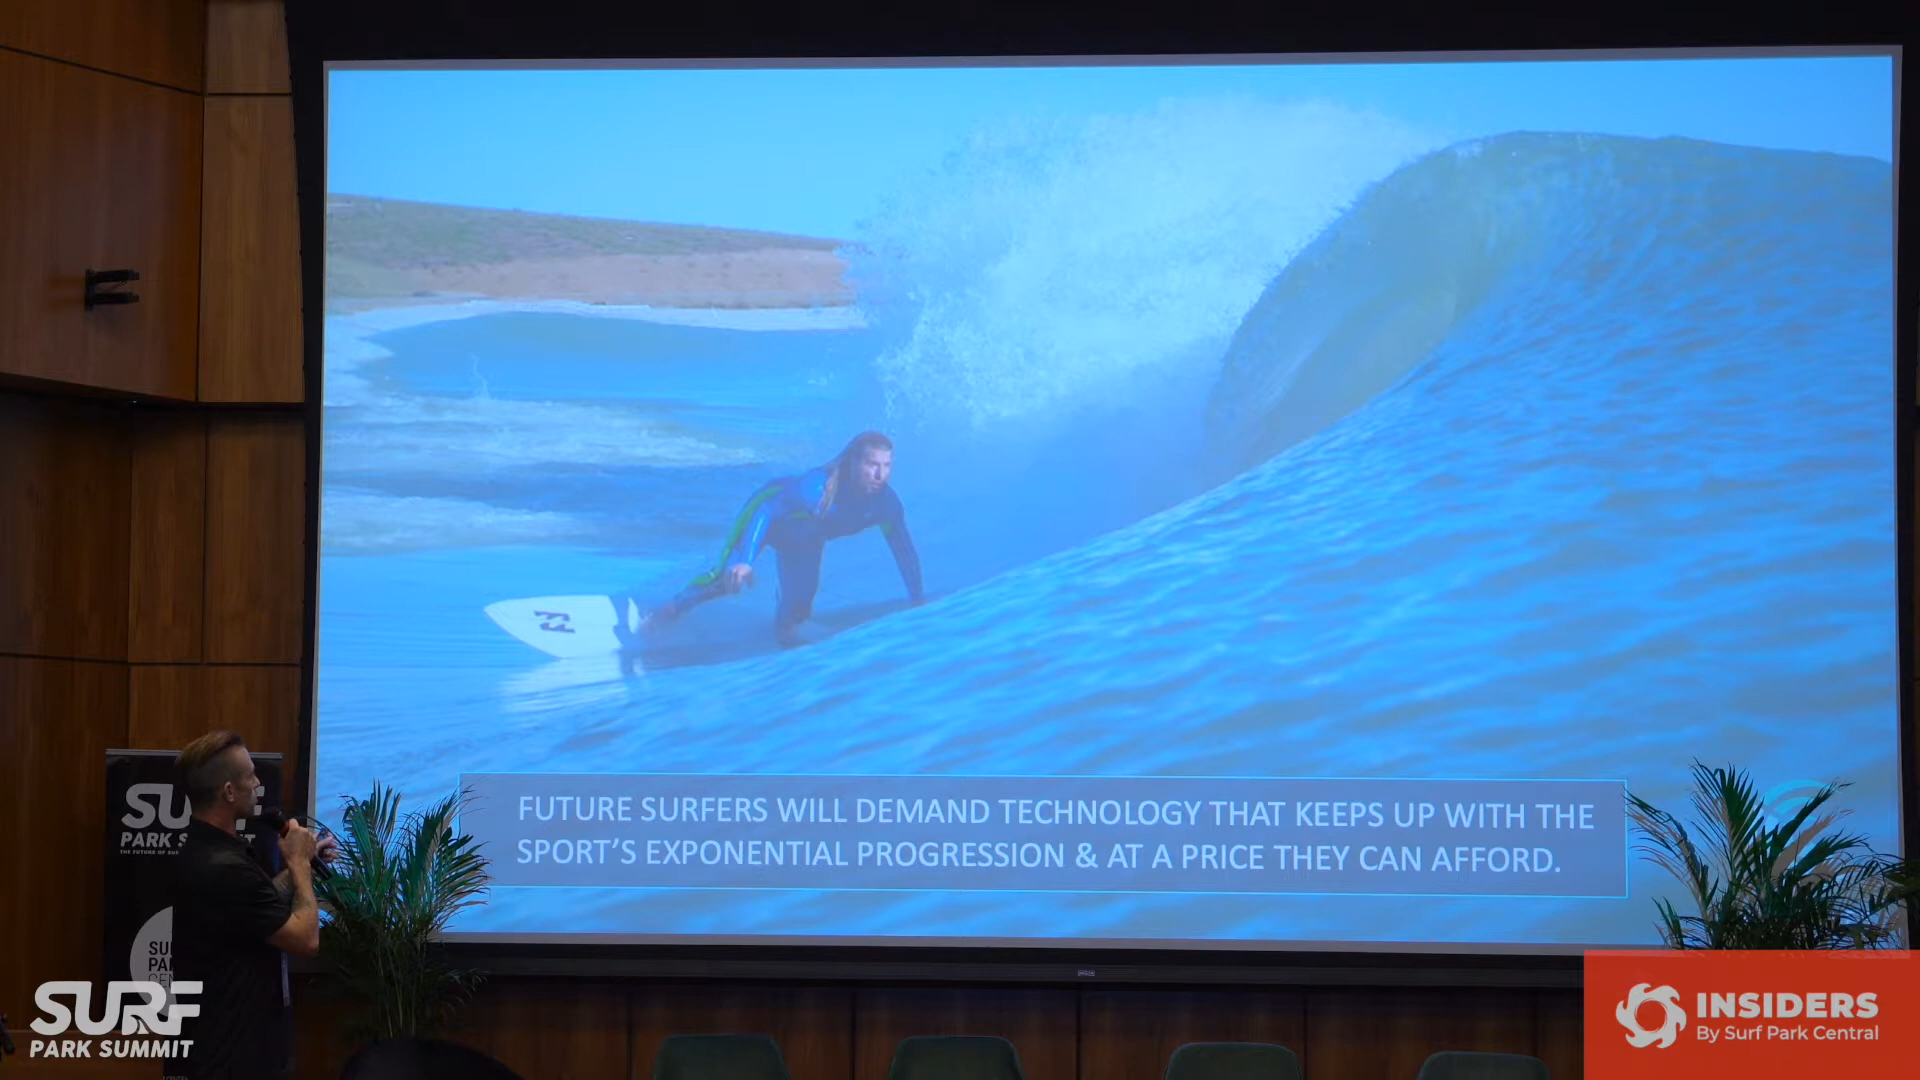 FUTURE SURFERS WILL DEMAND TECHNOLOGY THAT KEEPS UP WITH THE
SPORT'S EXPONENTIAL PROGRESSION & AT A PRICE THEY CAN AFFORD.
SURF
PARK SUMMIT
INSIDERS
By Surf Park Central